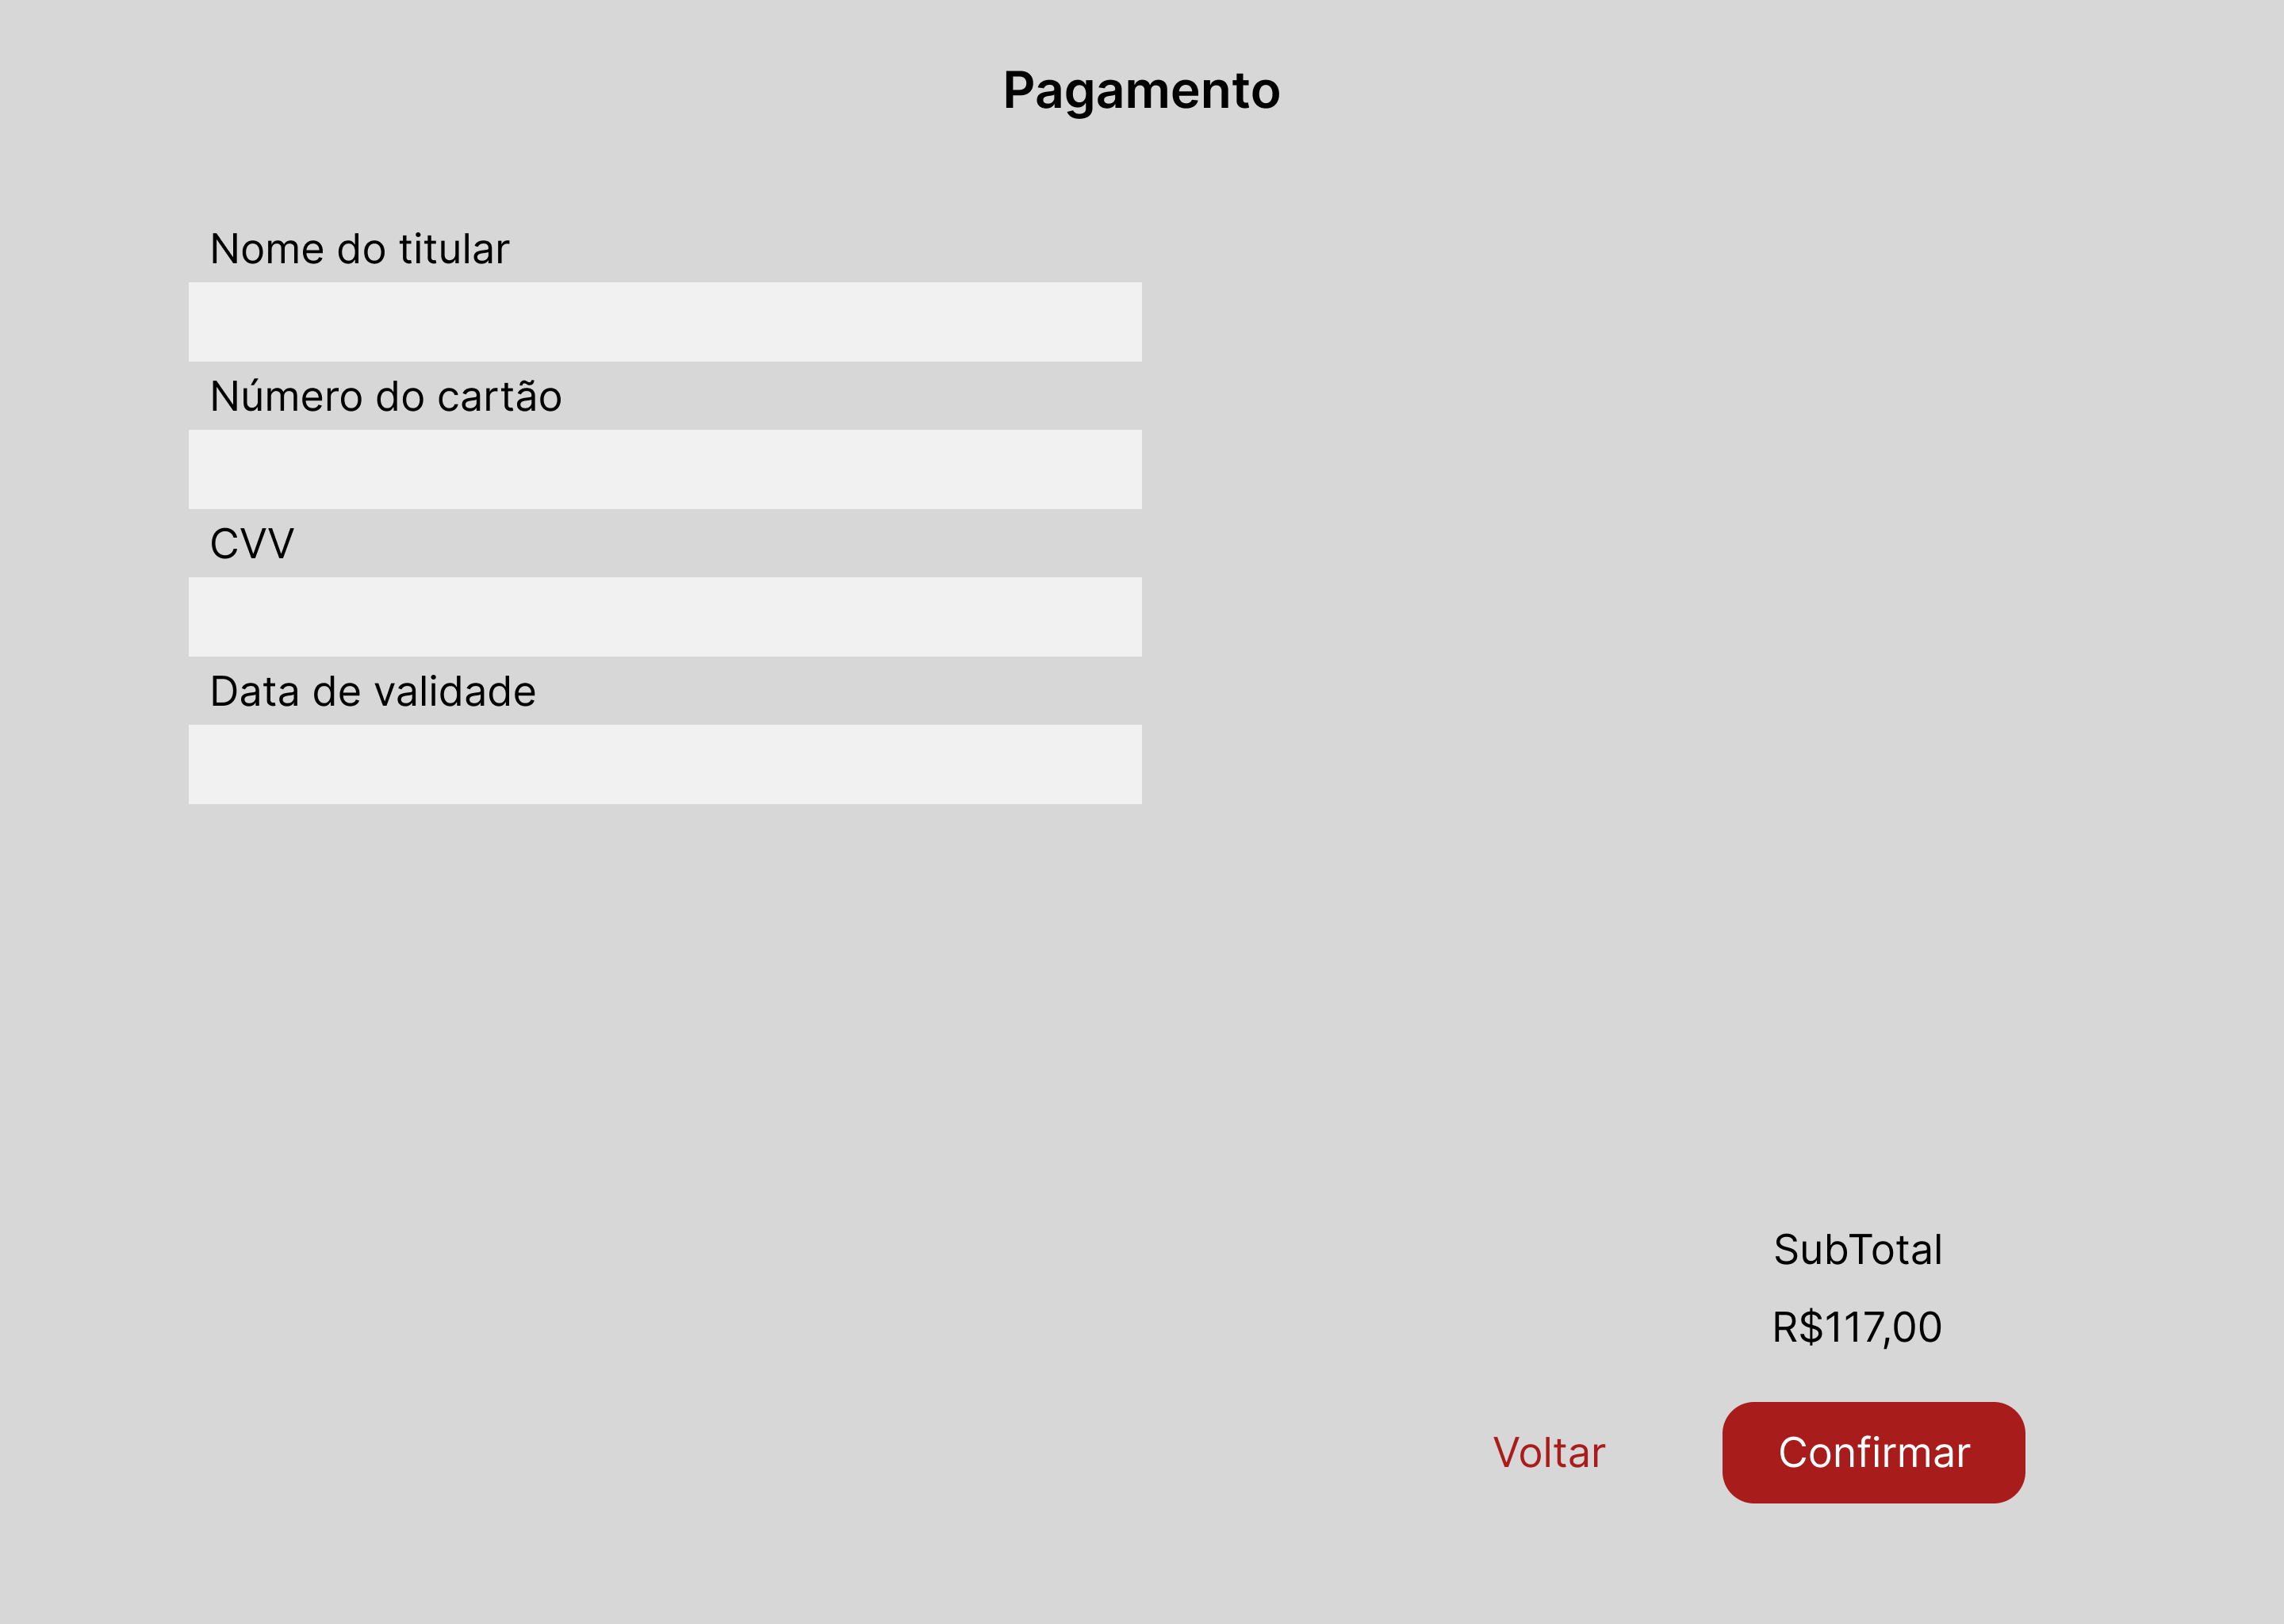 Pagamento
Nome do titular
Número do cartão
CVV
Data de validade
SubTotal
R$117,00
Voltar
Confirmar